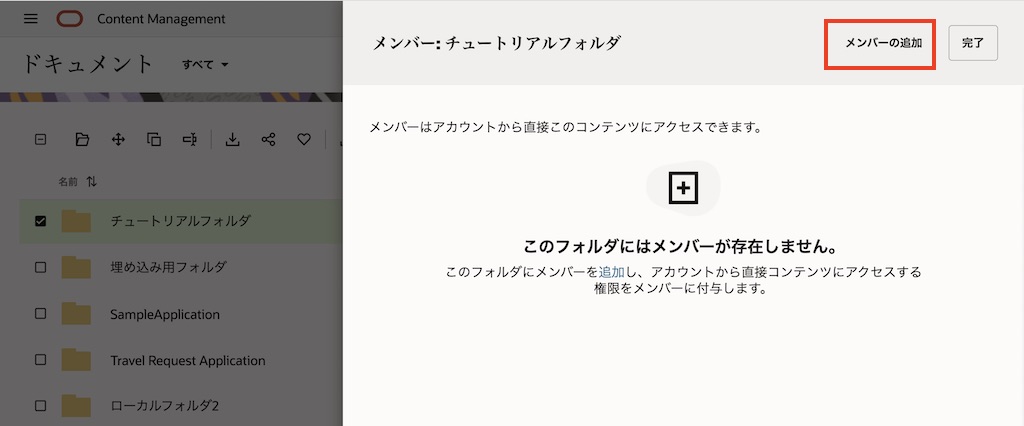 Content Management
ドキュメント すべて
名前
チュートリアルフォルダ
埋め込み用フォルダ
SampleApplication
Travel Request Application
ローカルフォルダ2
メンバー: チュートリアルフォルダ
メンバーの追加
完了
メンバーはアカウントから直接このコンテンツにアクセスできます。
このフォルダにはメンバーが存在しません。
このフォルダにメンバーを追加し、アカウントから直接コンテンツにアクセスする
権限をメンバーに付与します。